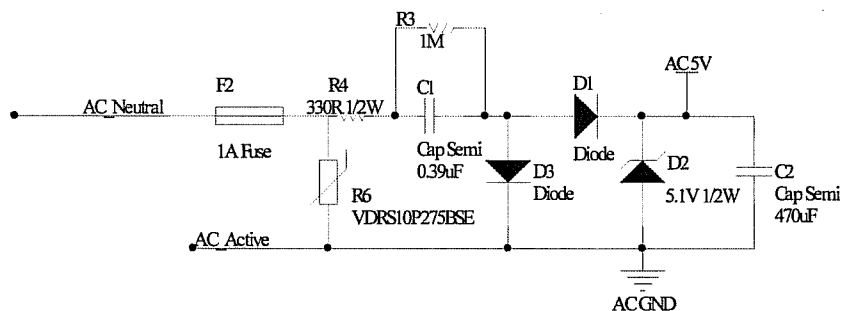 R3
1M
AC5V
F2
R4
C1
D1
AC_Neutral
330R 1/2W
1A Fuse
Cap Semi
0.39uF
Diode
D3
Diode
D2
5.1V 1/2W
C2
Cap Semi
470uF
R6
VDRS10P275BSE
AC_Active
ACGND